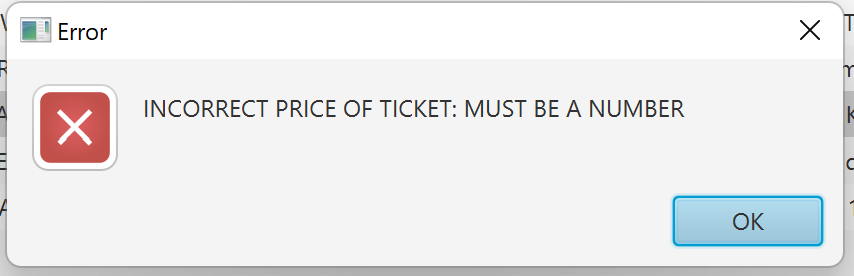 Error
INCORRECT PRICE OF TICKET: MUST BE A NUMBER
OK